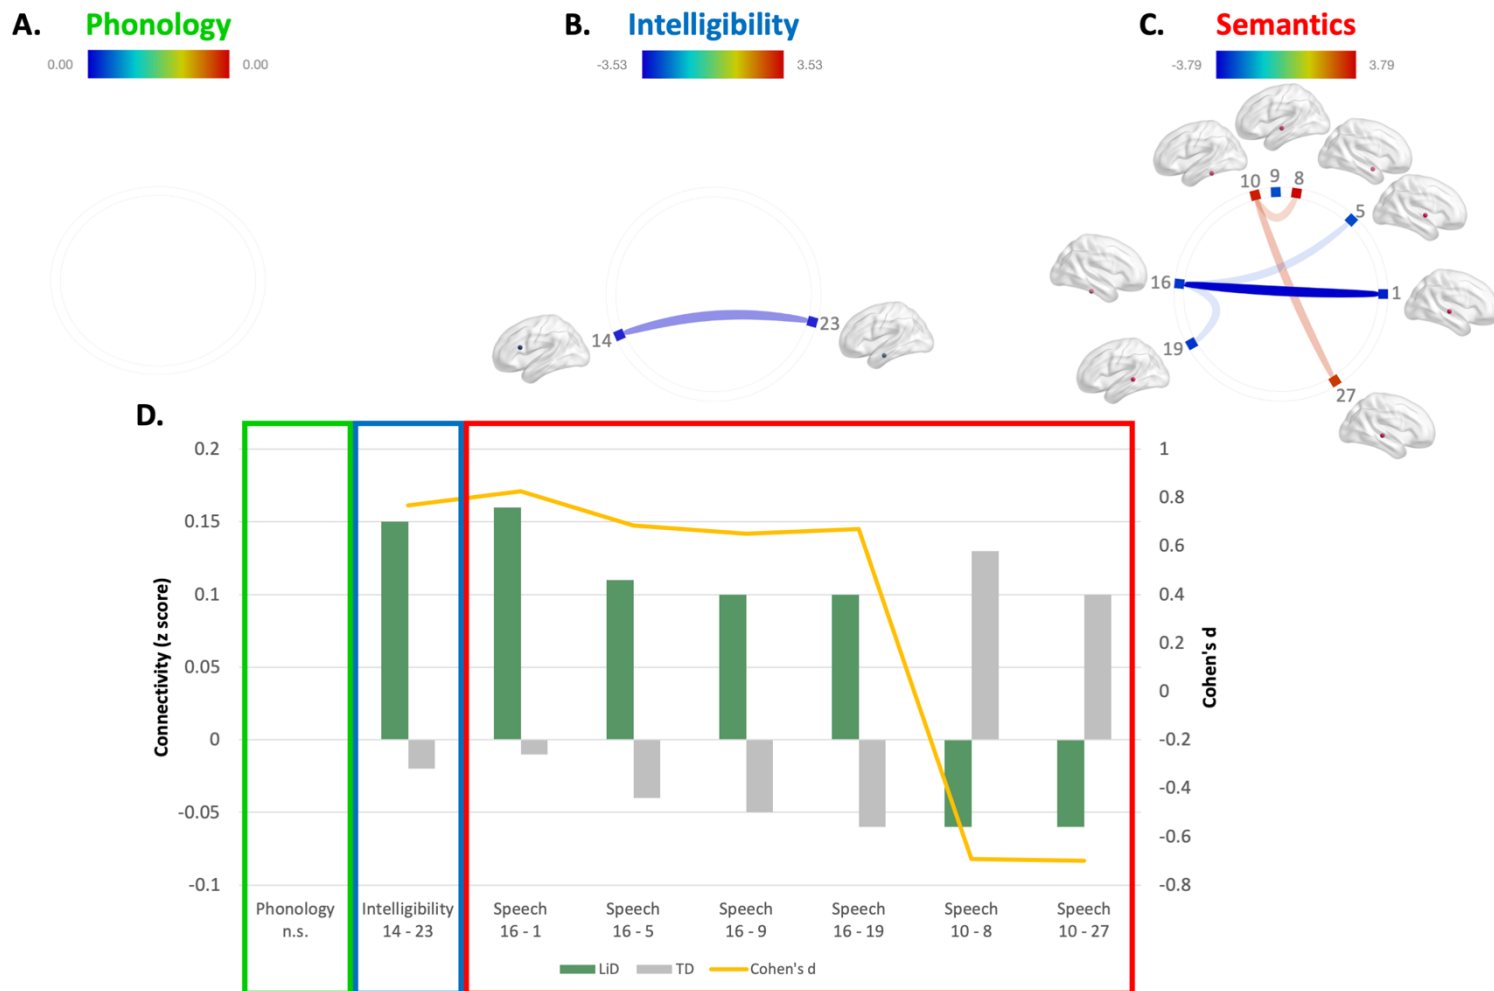 A. Phonology
0.00 0.00
B. Intelligibility
-3.53 3.53
14 23
C. Semantics
-3.79 3.79
10 9 8
5
16 1
19
27
D.
Connectivity (z score)
0.2
0.15
0.1
0.05
0
-0.05
-0.1
1
0.8
0.6
0.4
0.2
0
-0.2
-0.4
-0.6
-0.8
Cohen's d
Phonology
n.s.
Intelligibility
14 - 23
Speech
16 - 1
Speech
16 - 5
Speech
16 - 9
Speech
16 - 19
Speech
10 - 8
Speech
10 - 27
LiD TD Cohen's d